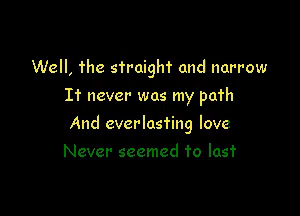 Well, the straight and narrow
It never was my path
And everlasting love
Never seemed to last